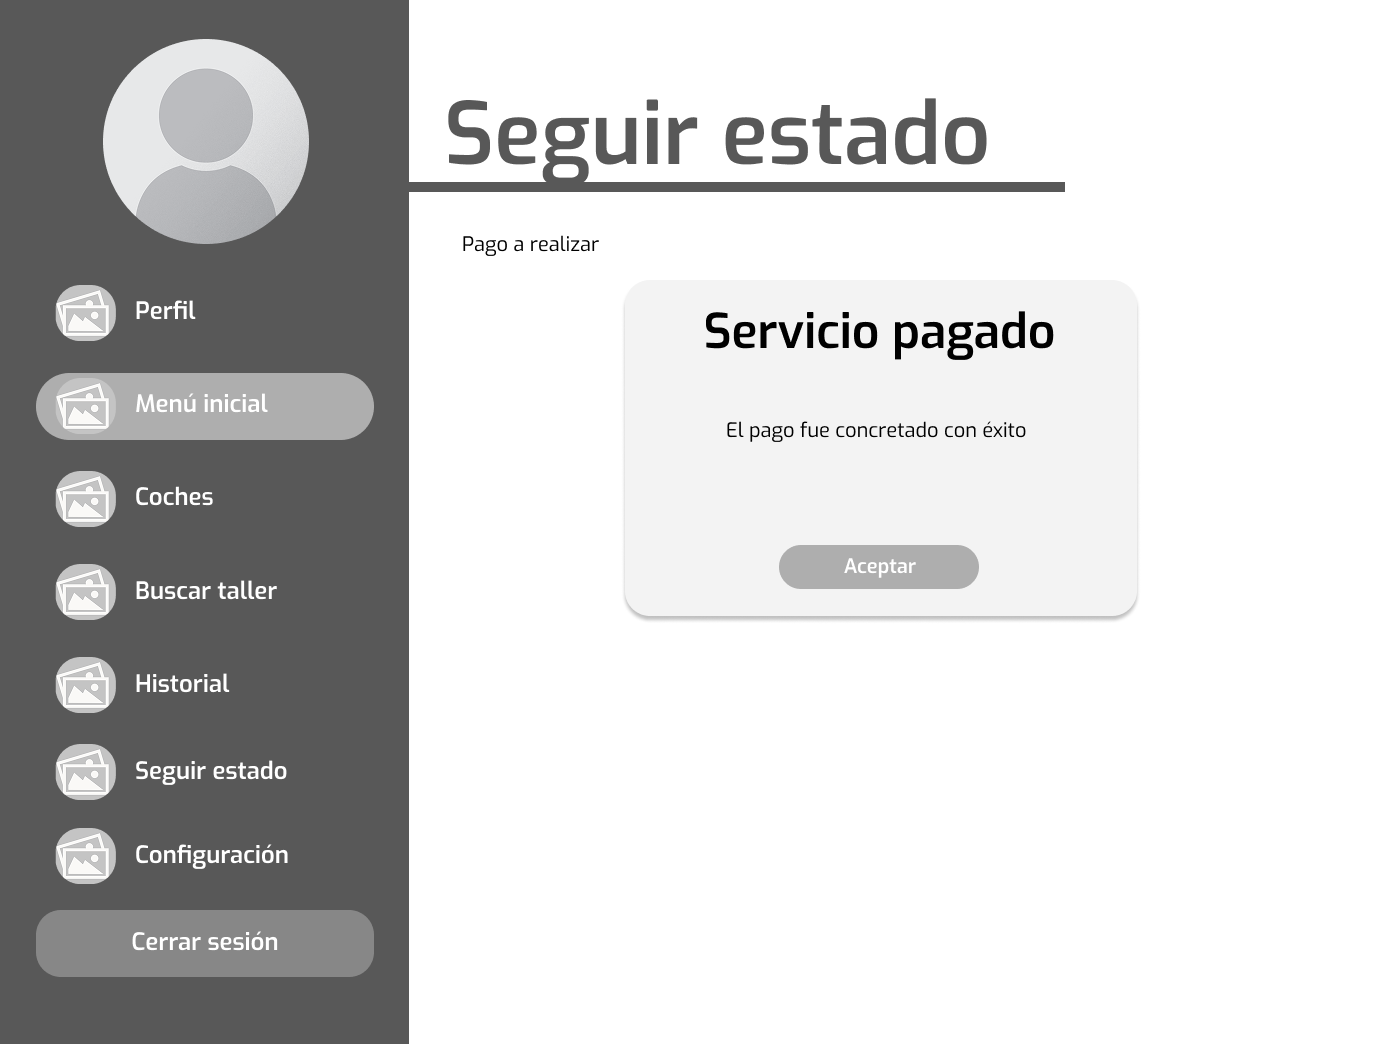 Perfil
Menú inicial
Coches
Buscar taller
Historial
Seguir estado
Configuración
Cerrar sesión
Seguir estado
Pago a realizar
Servicio pagado
El pago fue concretado con éxito
Aceptar